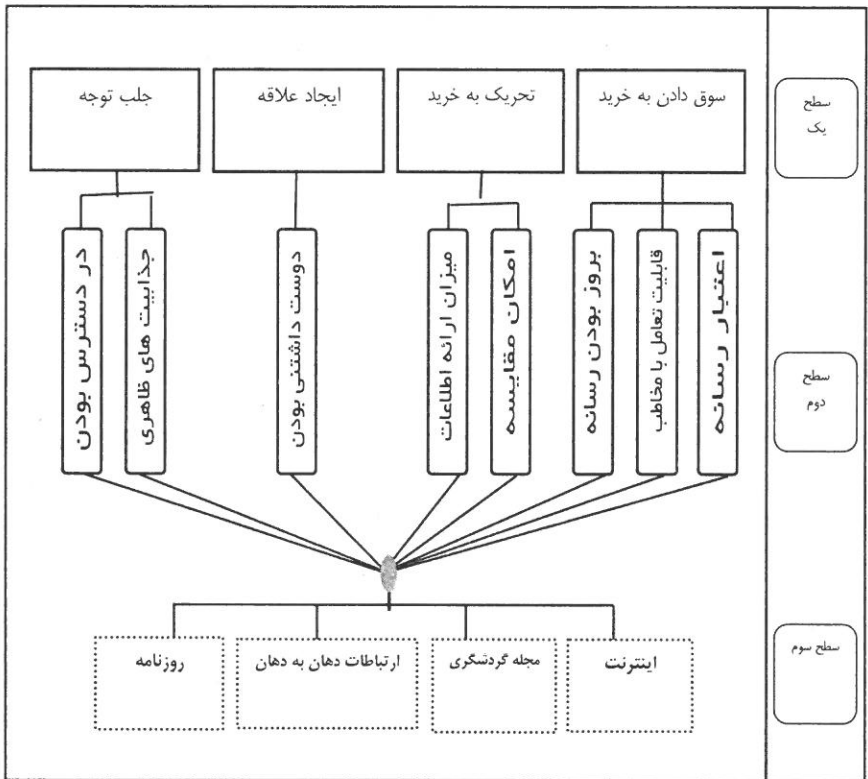 سطح
یک
سوق دادن به خرید
تحریک به خرید
ایجاد علاقه
جلب توجه
سطح
دوم
اعتبار رسانه
قابلیت تعامل با مخاطب
بروز بودن رسانه
امکان مقایسه
میزان ارائه اطلاعات
دوست داشتنی بودن
جذابیت های ظاهری
در دسترس بودن
سطح سوم
اینترنت
مجله گردشگری
ارتباطات دهان به دهان
روزنامه